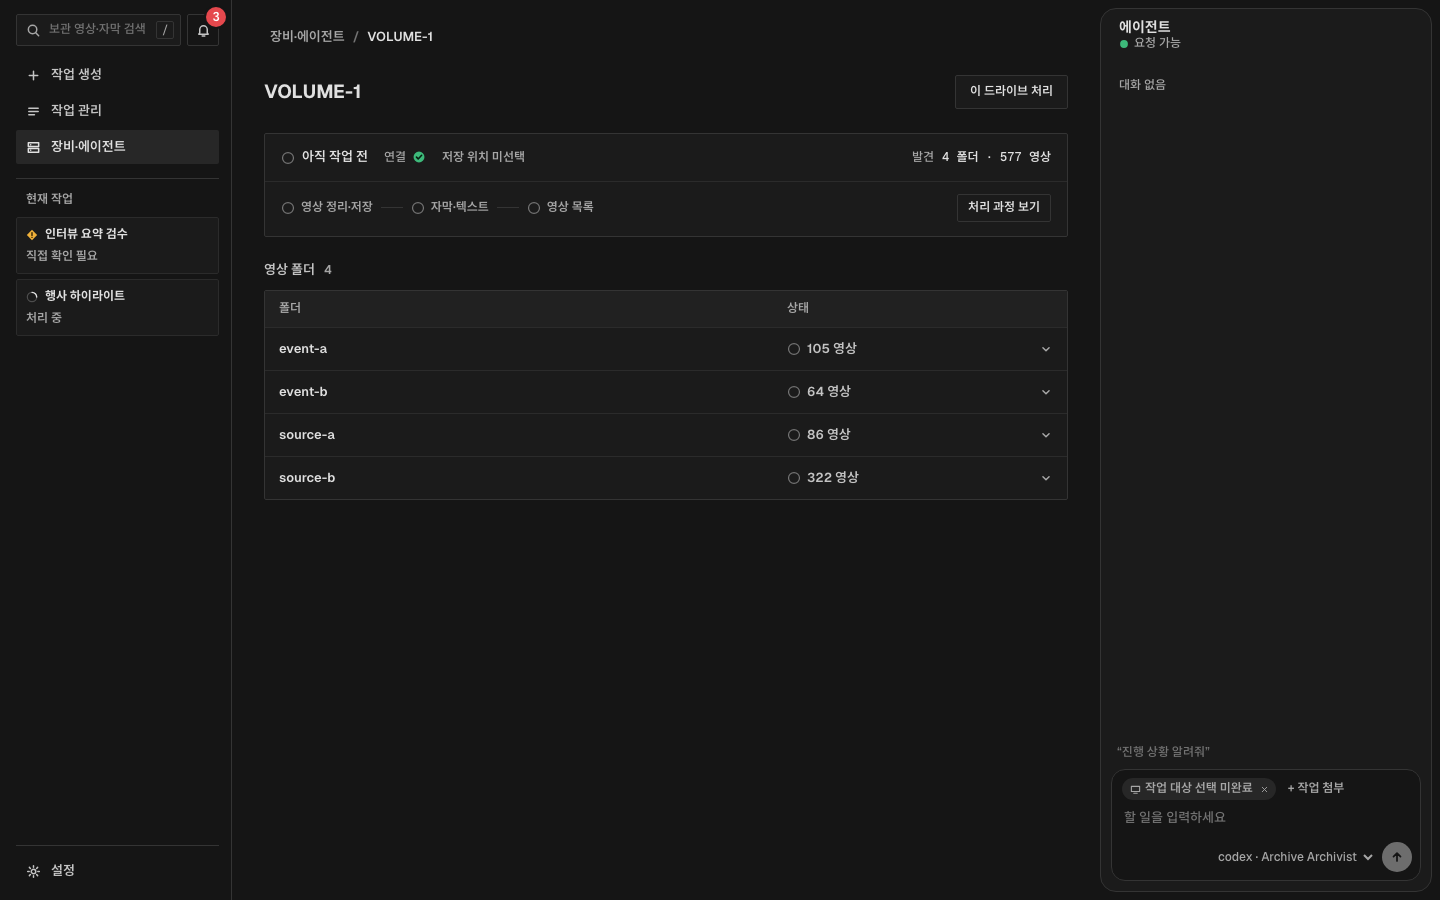 보관 영상·자막 검색 /
3
작업 생성
작업 관리
장비·에이전트
현재 작업
인터뷰 요약 검수
직접 확인 필요
행사 하이라이트
처리 중
설정
장비·에이전트 / VOLUME-1
VOLUME-1
이 드라이브 처리
아직 작업 전 연결 저장 위치 미선택 발견 4 폴더 · 577 영상
영상 정리·저장 자막·텍스트 영상 목록 처리 과정 보기
영상 폴더 4
폴더 상태
event-a 105 영상
event-b 64 영상
source-a 86 영상
source-b 322 영상
에이전트
요청 가능
대화 없음
“진행 상황 알려줘”
작업 대상 선택 미완료 × + 작업 첨부
할 일을 입력하세요
codex · Archive Archivist